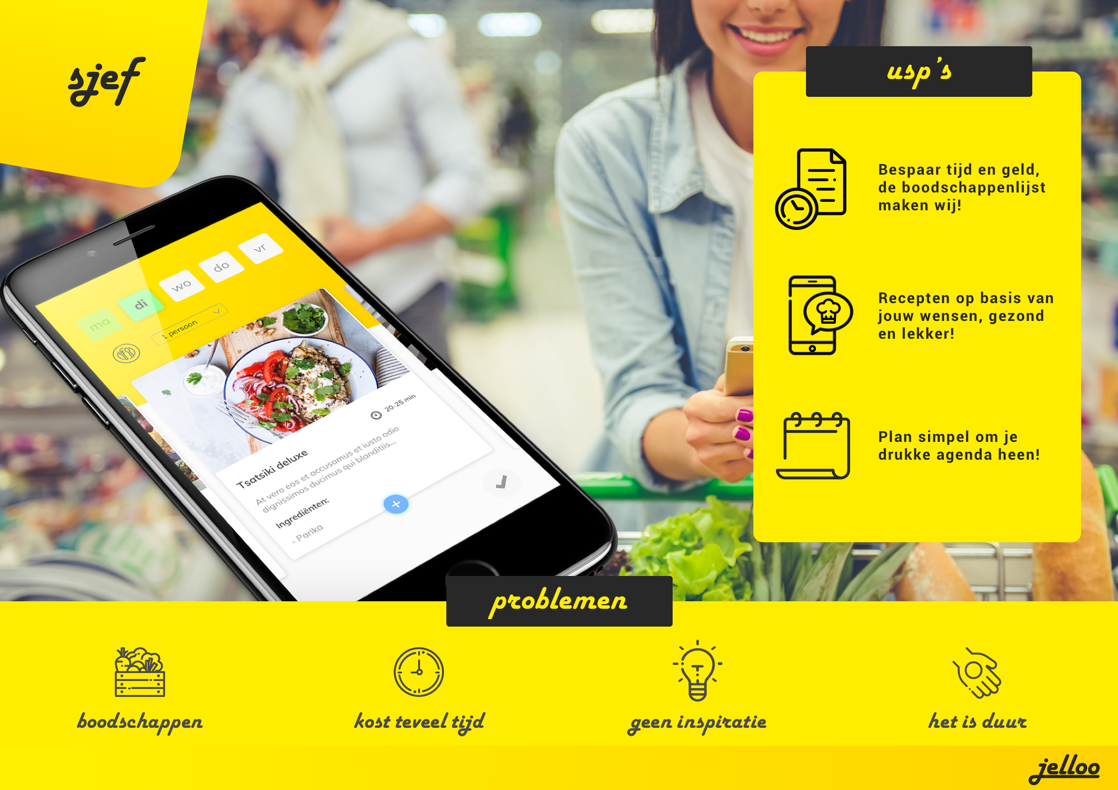 sjef
usp's
Bespaar tijd en geld,
de boodschappenlijst
maken wij!
Recepten op basis van
jouw wensen, gezond
en lekker!
Plan simpel om je
drukke agenda heen!
ma di wo do vr
1 persoon
20-25 min
Tsatsiki deluxe
At vero eos et accusamus et iusto odio
dignissimos ducimus qui blanditiis...
Ingrediënten:
- Parika
problemen
boodschappen
kost teveel tijd
geen inspiratie
het is duur
jelloo